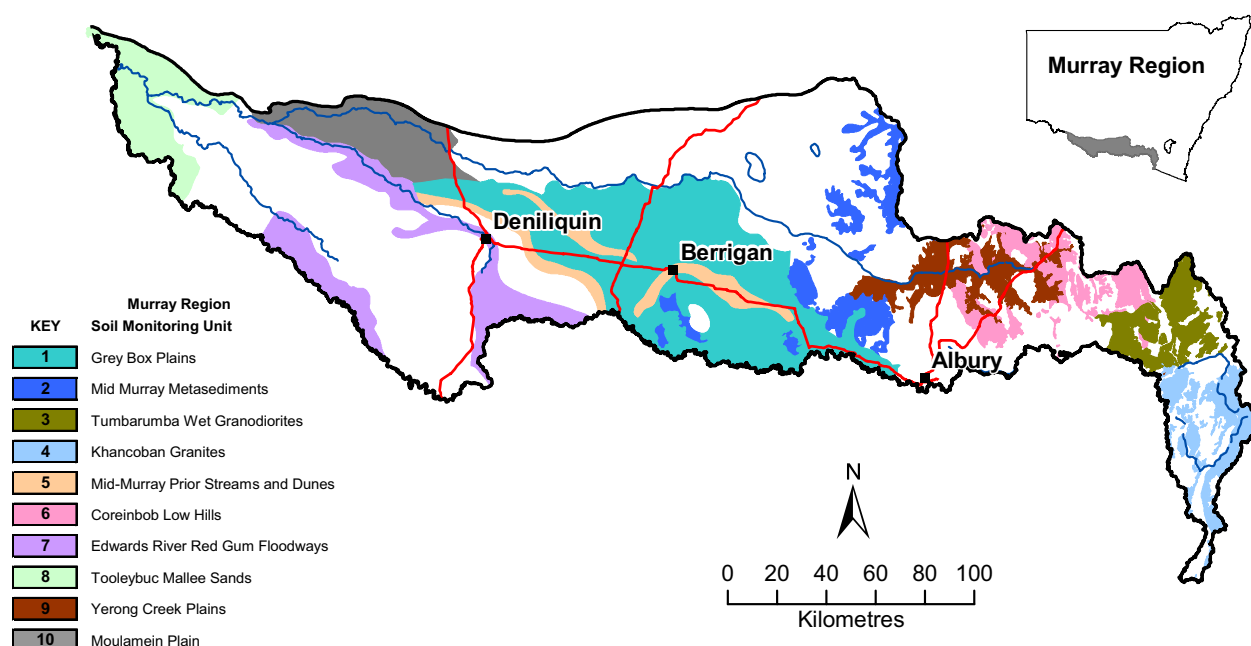 Murray Region
Deniliquin
Berrigan
Albury
Murray Region
KEY Soil Monitoring Unit
1 Grey Box Plains
2 Mid Murray Metasediments
3 Tumbarumba Wet Granodiorites
4 Khancoban Granites
5 Mid-Murray Prior Streams and Dunes
6 Coreinbob Low Hills
7 Edwards River Red Gum Floodways
8 Tooleybuc Mallee Sands
9 Yerong Creek Plains
10 Moulamein Plain
N
0 20 40 60 80 100
Kilometres